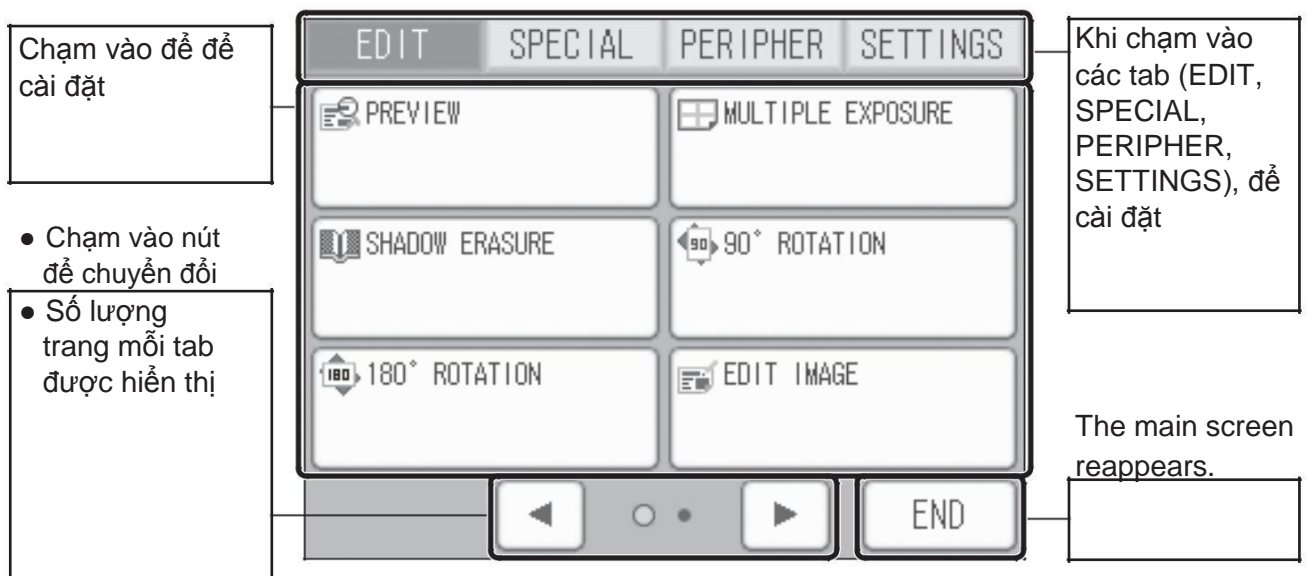 Chạm vào để để
cài đặt
● Chạm vào nút
để chuyển đổi
● Số lượng
trang mỗi tab
được hiển thị
EDIT SPECIAL PERIPHER SETTINGS
PREVIEW MULTIPLE EXPOSURE
SHADOW ERASURE 90 90° ROTATION
180 180° ROTATION EDIT IMAGE
END
Khi chạm vào
các tab (EDIT,
SPECIAL,
PERIPHER,
SETTINGS), để
cài đặt
The main screen
reappears.